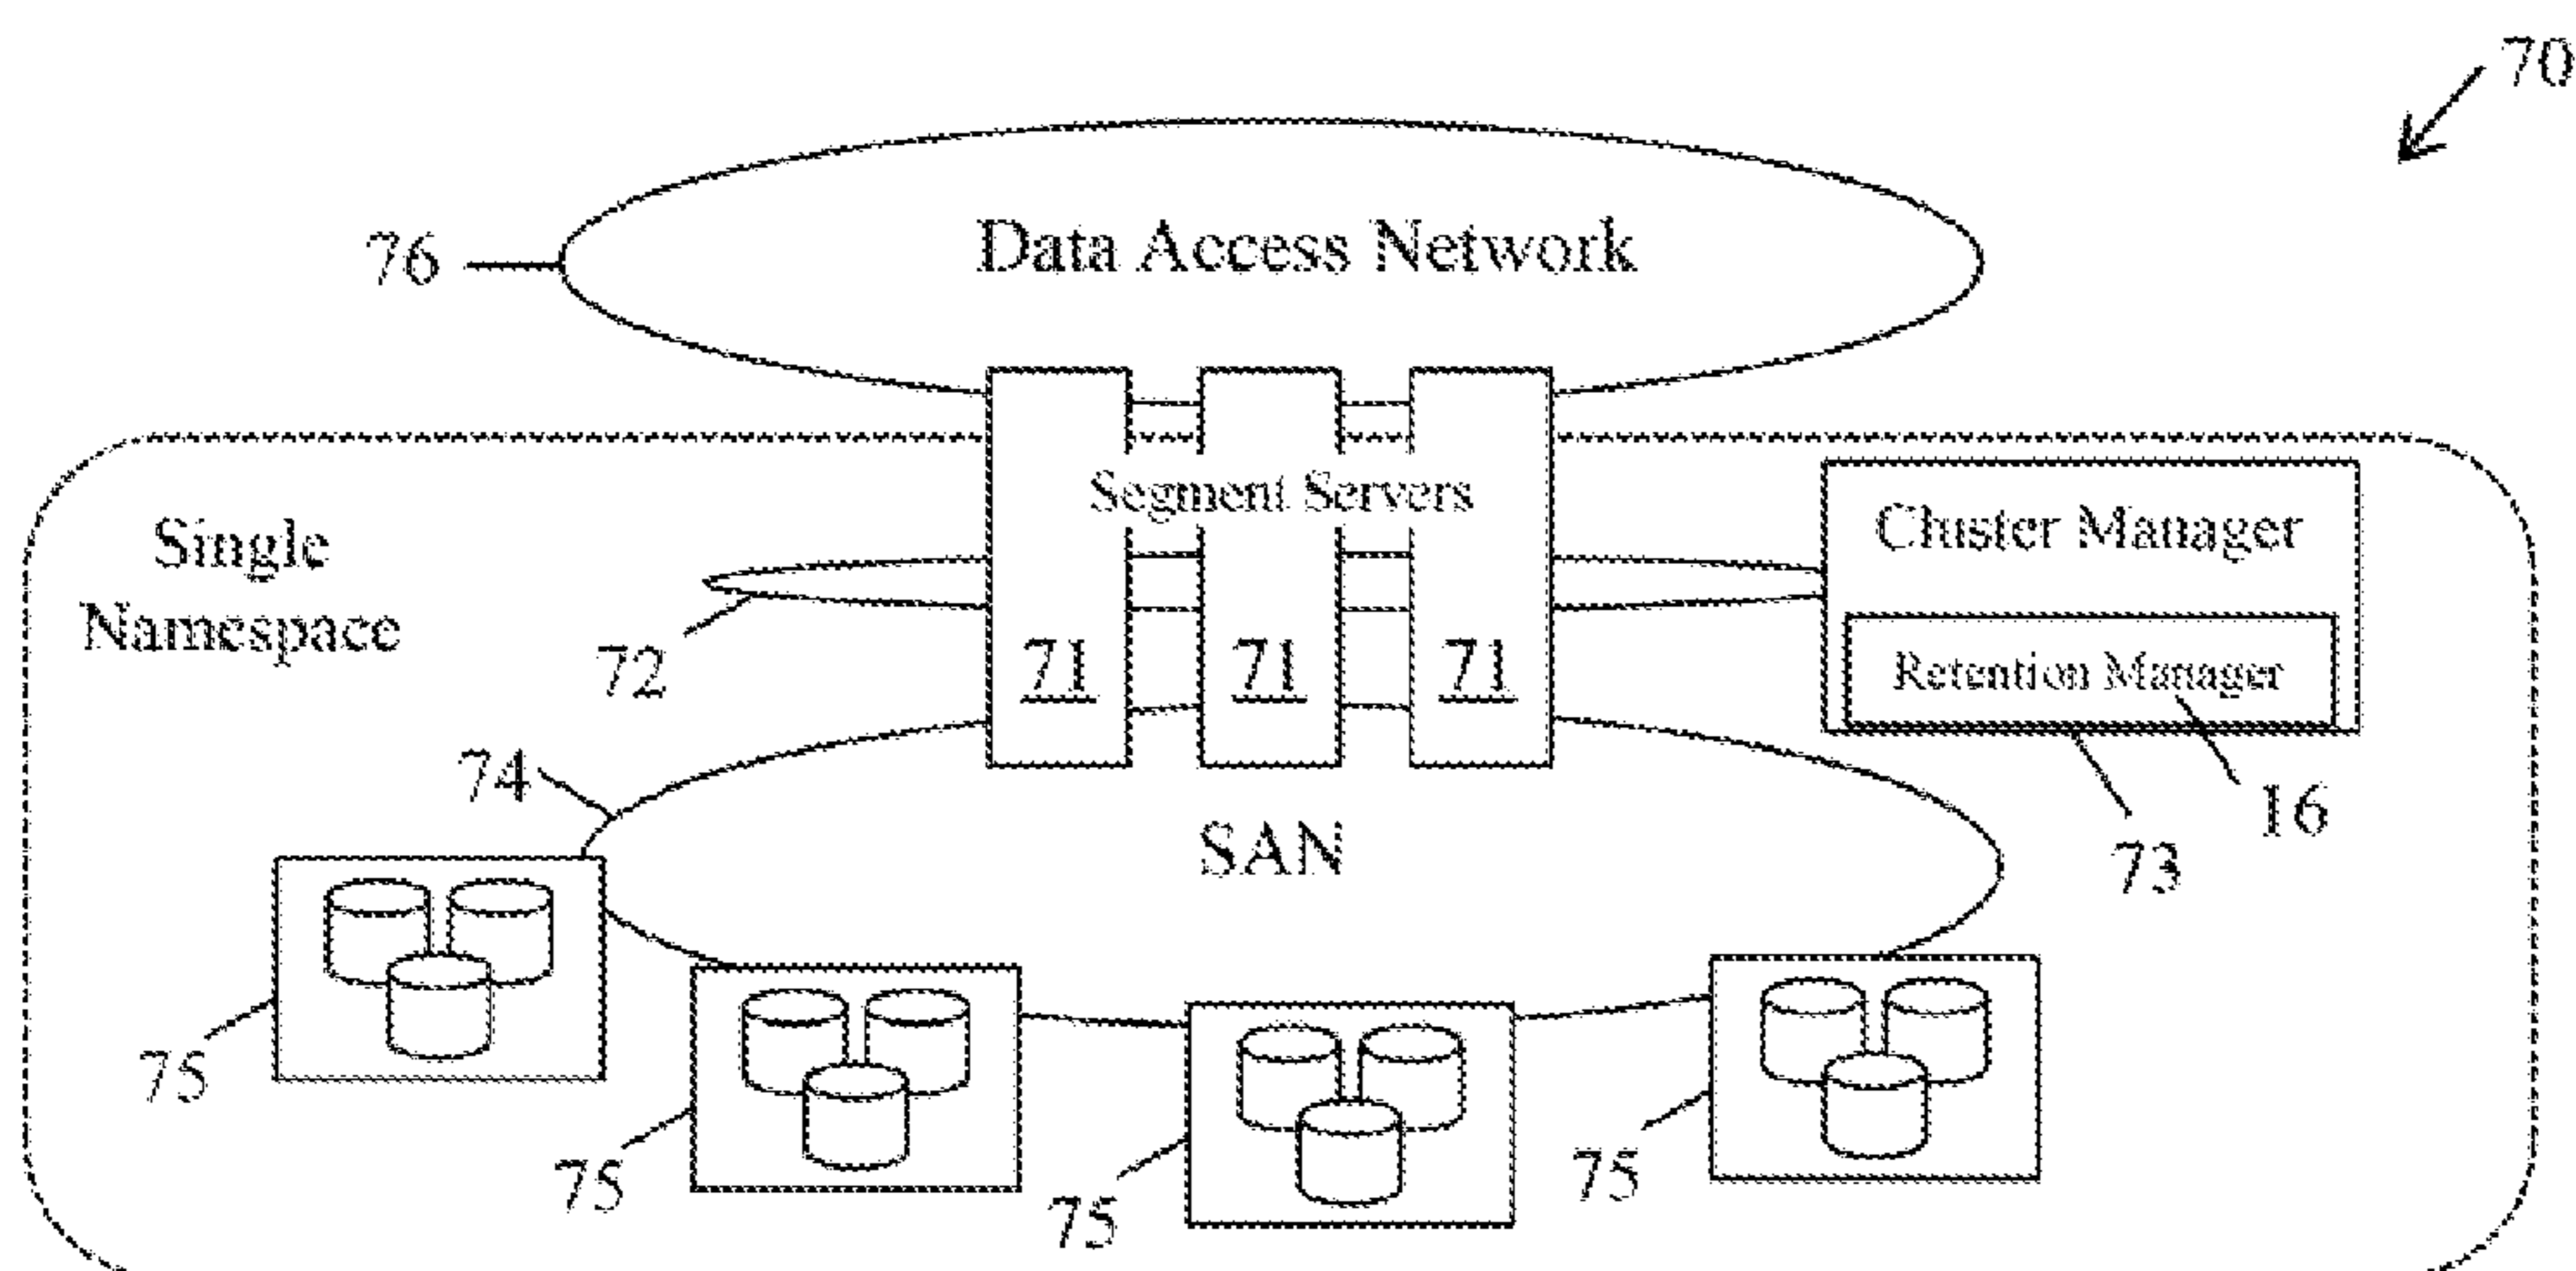 70
76
Data Access Network
Segment Servers
Single
Namespace
Cluster Manager
72
71 71 71
Retention Manager
74
16
SAN
73
75
75
75
75